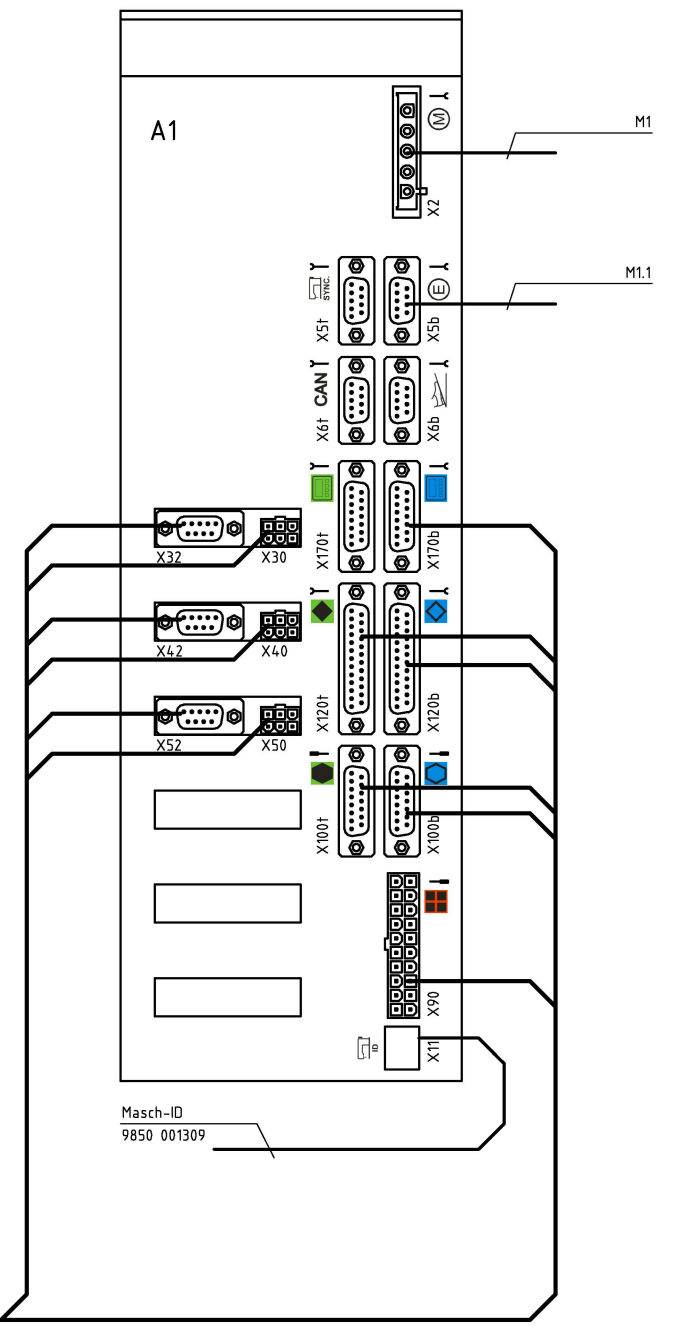 A1
M
X2
M1
SYNC.
X5t
E
X5b
M1.1
CAN
X6t
X6b
X170t
X170b
X32
X30
X42
X40
X120t
X120b
X52
X50
X100t
X100b
X90
ID
X11
Masch-ID
9850 001309